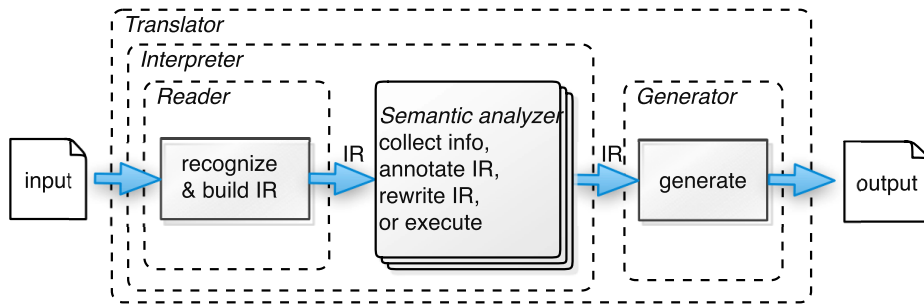 Translator
Interpreter
Reader
Generator
Semantic analyzer
collect info,
annotate IR,
rewrite IR,
or execute
input
recognize
& build IR
IR
IR
generate
output